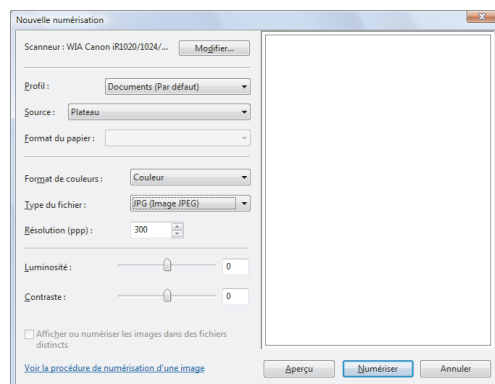 Nouvelle numérisation
Scanneur : WIA Canon iR1020/1024/... Modifier...
Profil : Documents (Par défaut)
Source : Plateau
Format du papier :
Format de couleurs : Couleur
Type du fichier : JPG (Image JPEG)
Résolution (ppp) : 300
Luminosité : 0
Contraste : 0
Afficher ou numériser les images dans des fichiers
distincts
Voir la procédure de numérisation d'une image Aperçu Numériser Annuler